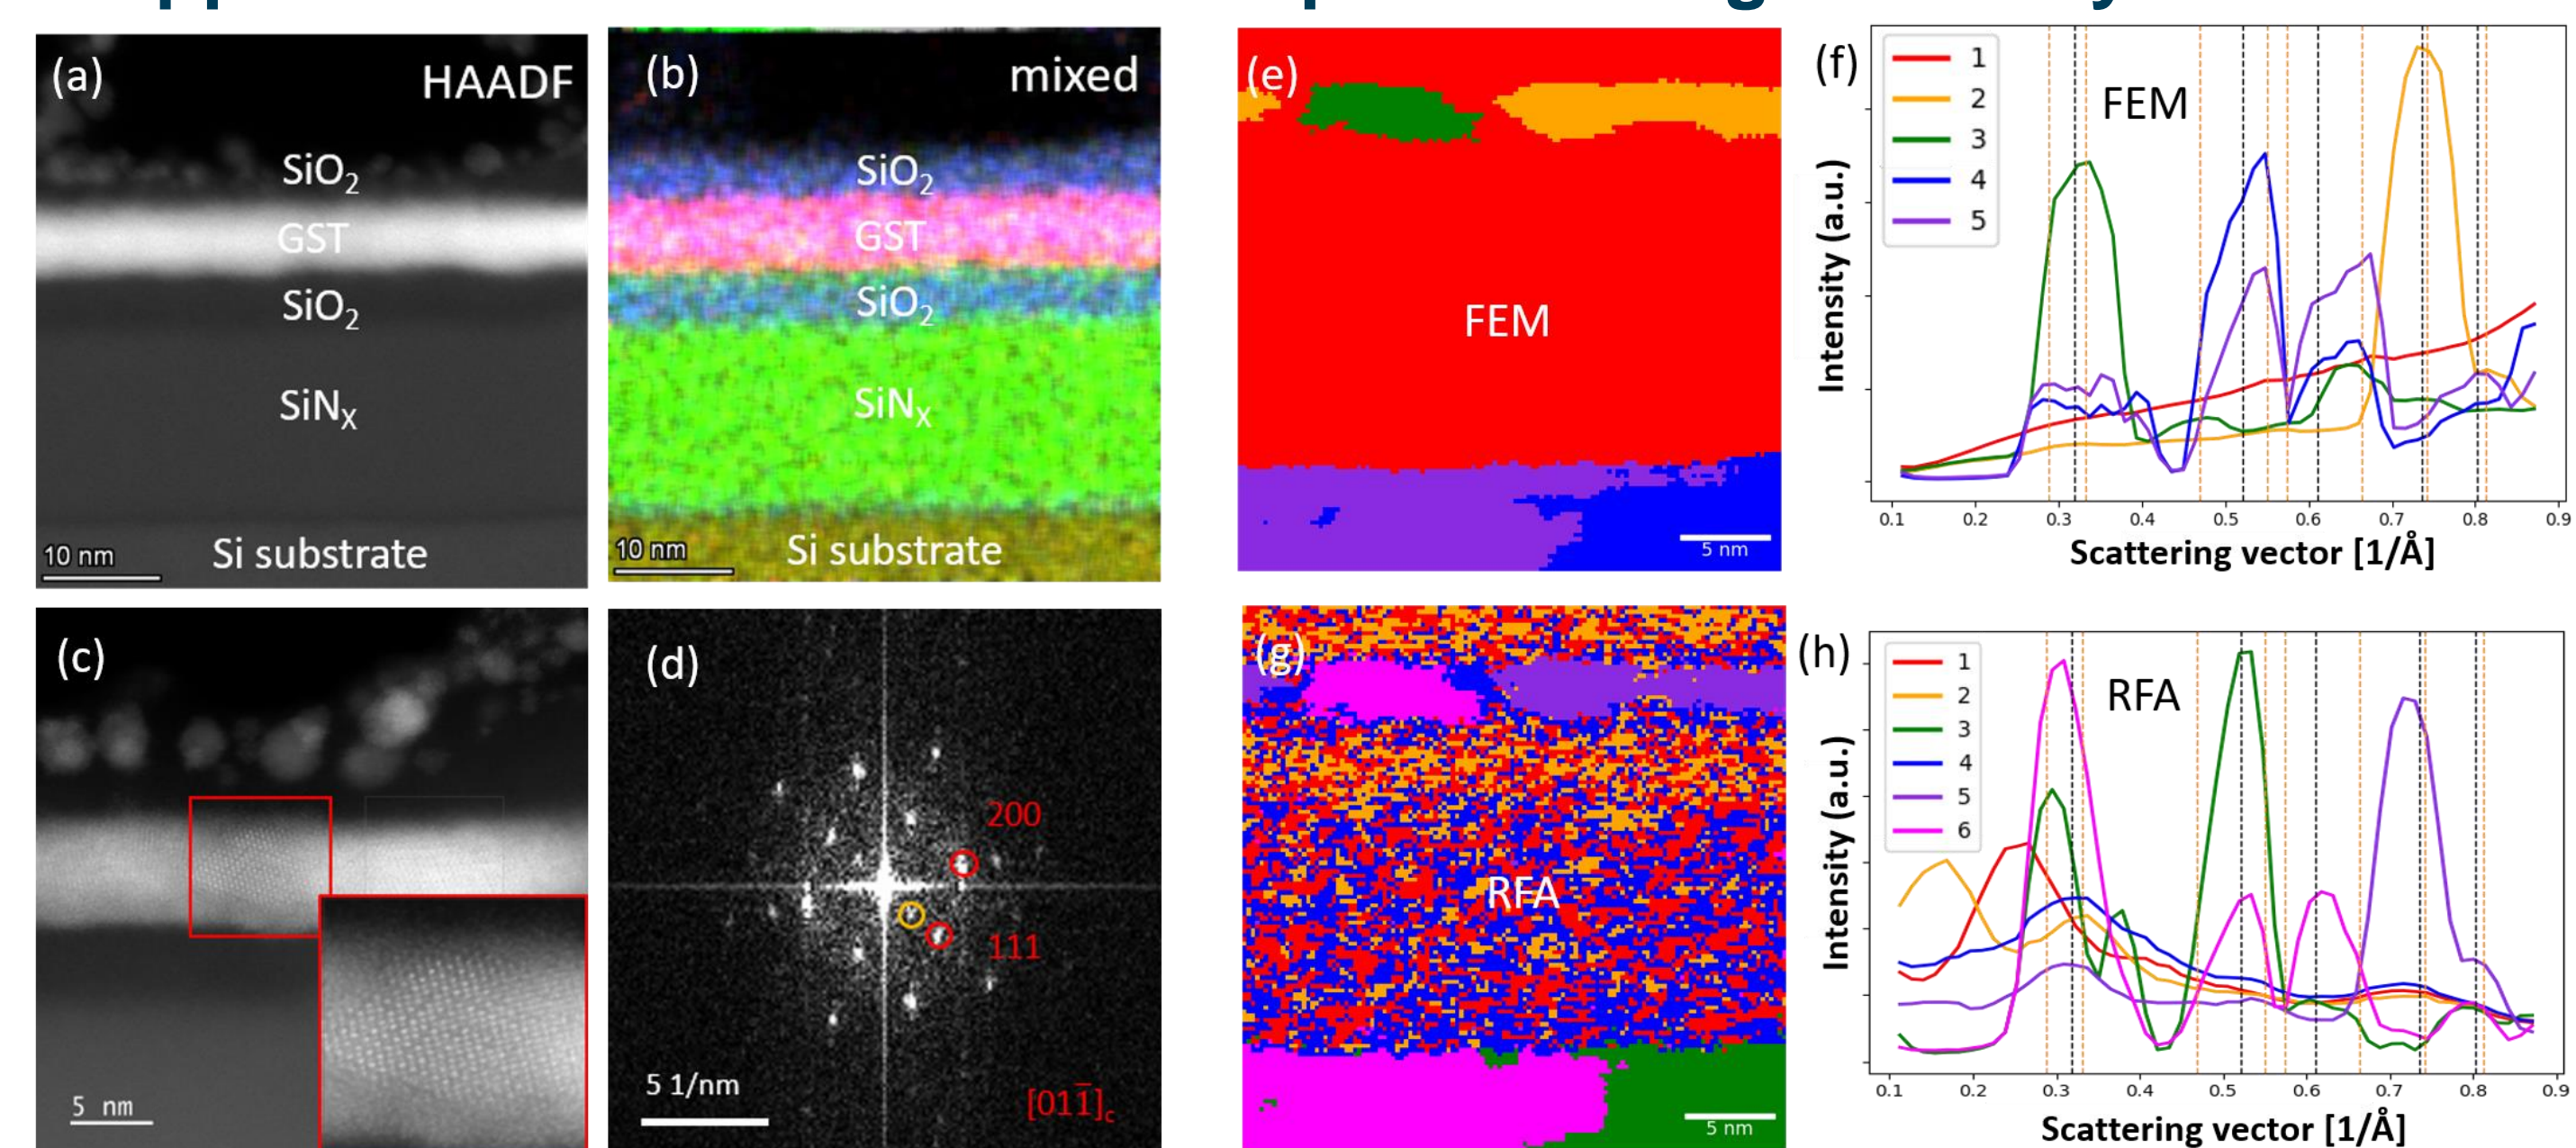 (a)
HAADF
SiO₂
GST
SiO₂
SiNX
10 nm
Si substrate
(b)
mixed
SiO₂
GST
SiO₂
SiNX
10 nm
Si substrate
(c)
5 nm
(d)
200
111
5 1/nm
[011̅]c
(e)
FEM
5 nm
(f)
1
2
3
4
5
FEM
Intensity (a.u.)
0.1 0.2 0.3 0.4 0.5 0.6 0.7 0.8 0.9
Scattering vector [1/Å]
(g)
RFA
5 nm
(h)
1
2
3
4
5
6
RFA
Intensity (a.u.)
0.1 0.2 0.3 0.4 0.5 0.6 0.7 0.8 0.9
Scattering vector [1/Å]